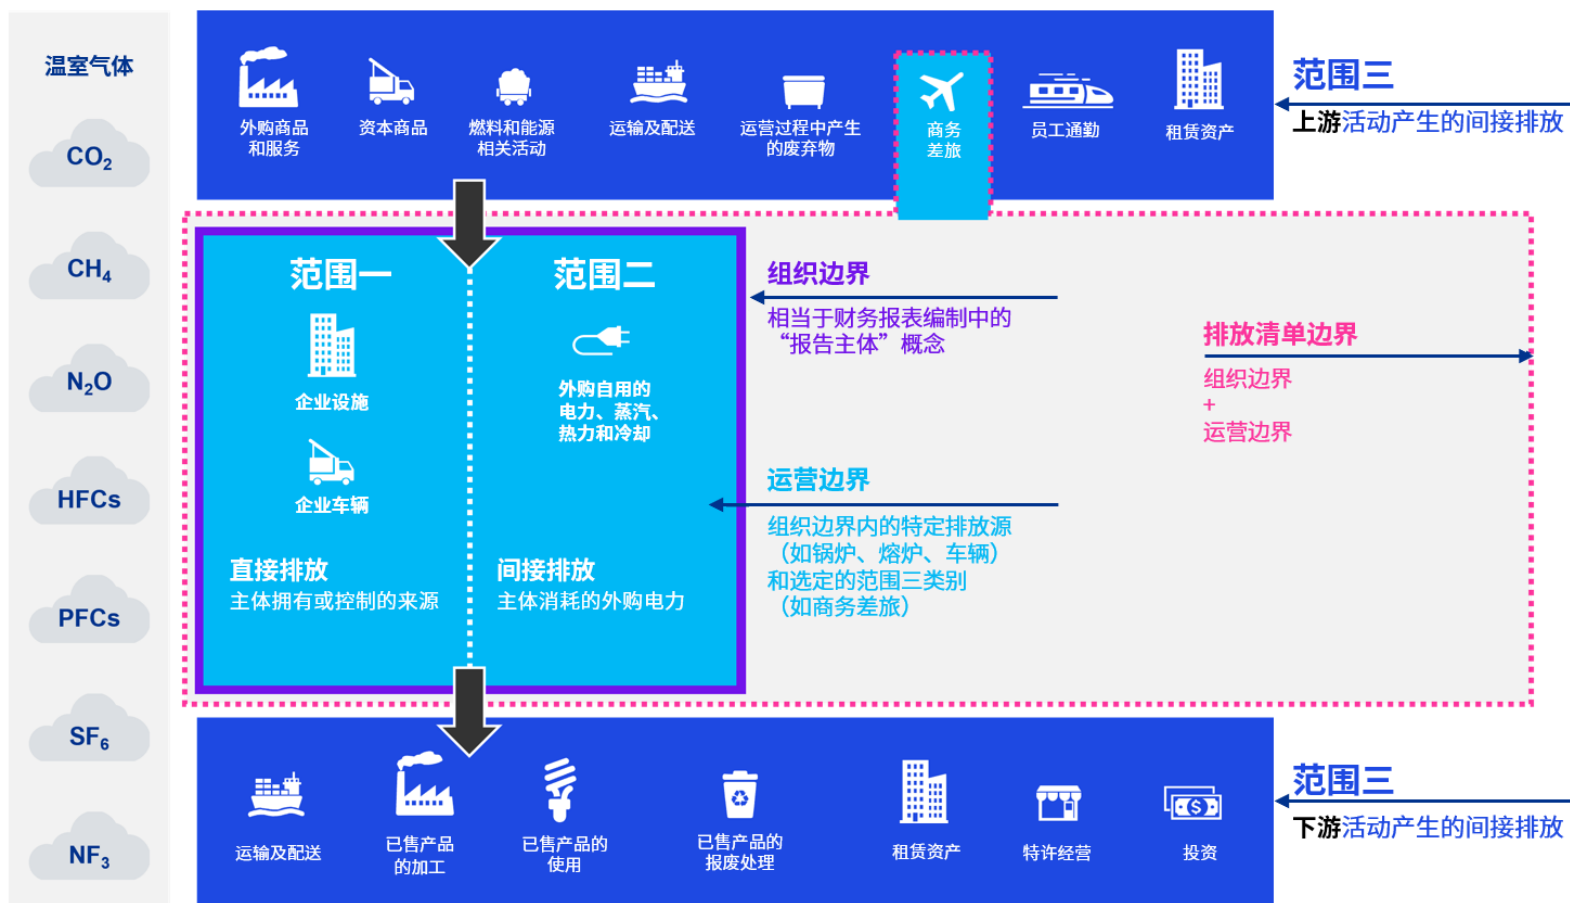 温室气体
CO₂
CH₄
N₂O
HFCs
PFCs
SF₆
NF₃
外购商品
和服务
资本商品
燃料和能源
相关活动
运输及配送
运营过程中产生
的废弃物
商务
差旅
员工通勤
租赁资产
范围三
上游活动产生的间接排放
范围一
企业设施
企业车辆
直接排放
主体拥有或控制的来源
范围二
外购自用的
电力、蒸汽、
热力和冷却
间接排放
主体消耗的外购电力
组织边界
相当于财务报表编制中的
“报告主体”概念
运营边界
组织边界内的特定排放源
（如锅炉、熔炉、车辆）
和选定的范围三类别
（如商务差旅）
排放清单边界
组织边界
+
运营边界
运输及配送
已售产品
的加工
已售产品的
使用
已售产品的
报废处理
租赁资产
特许经营
$
投资
范围三
下游活动产生的间接排放